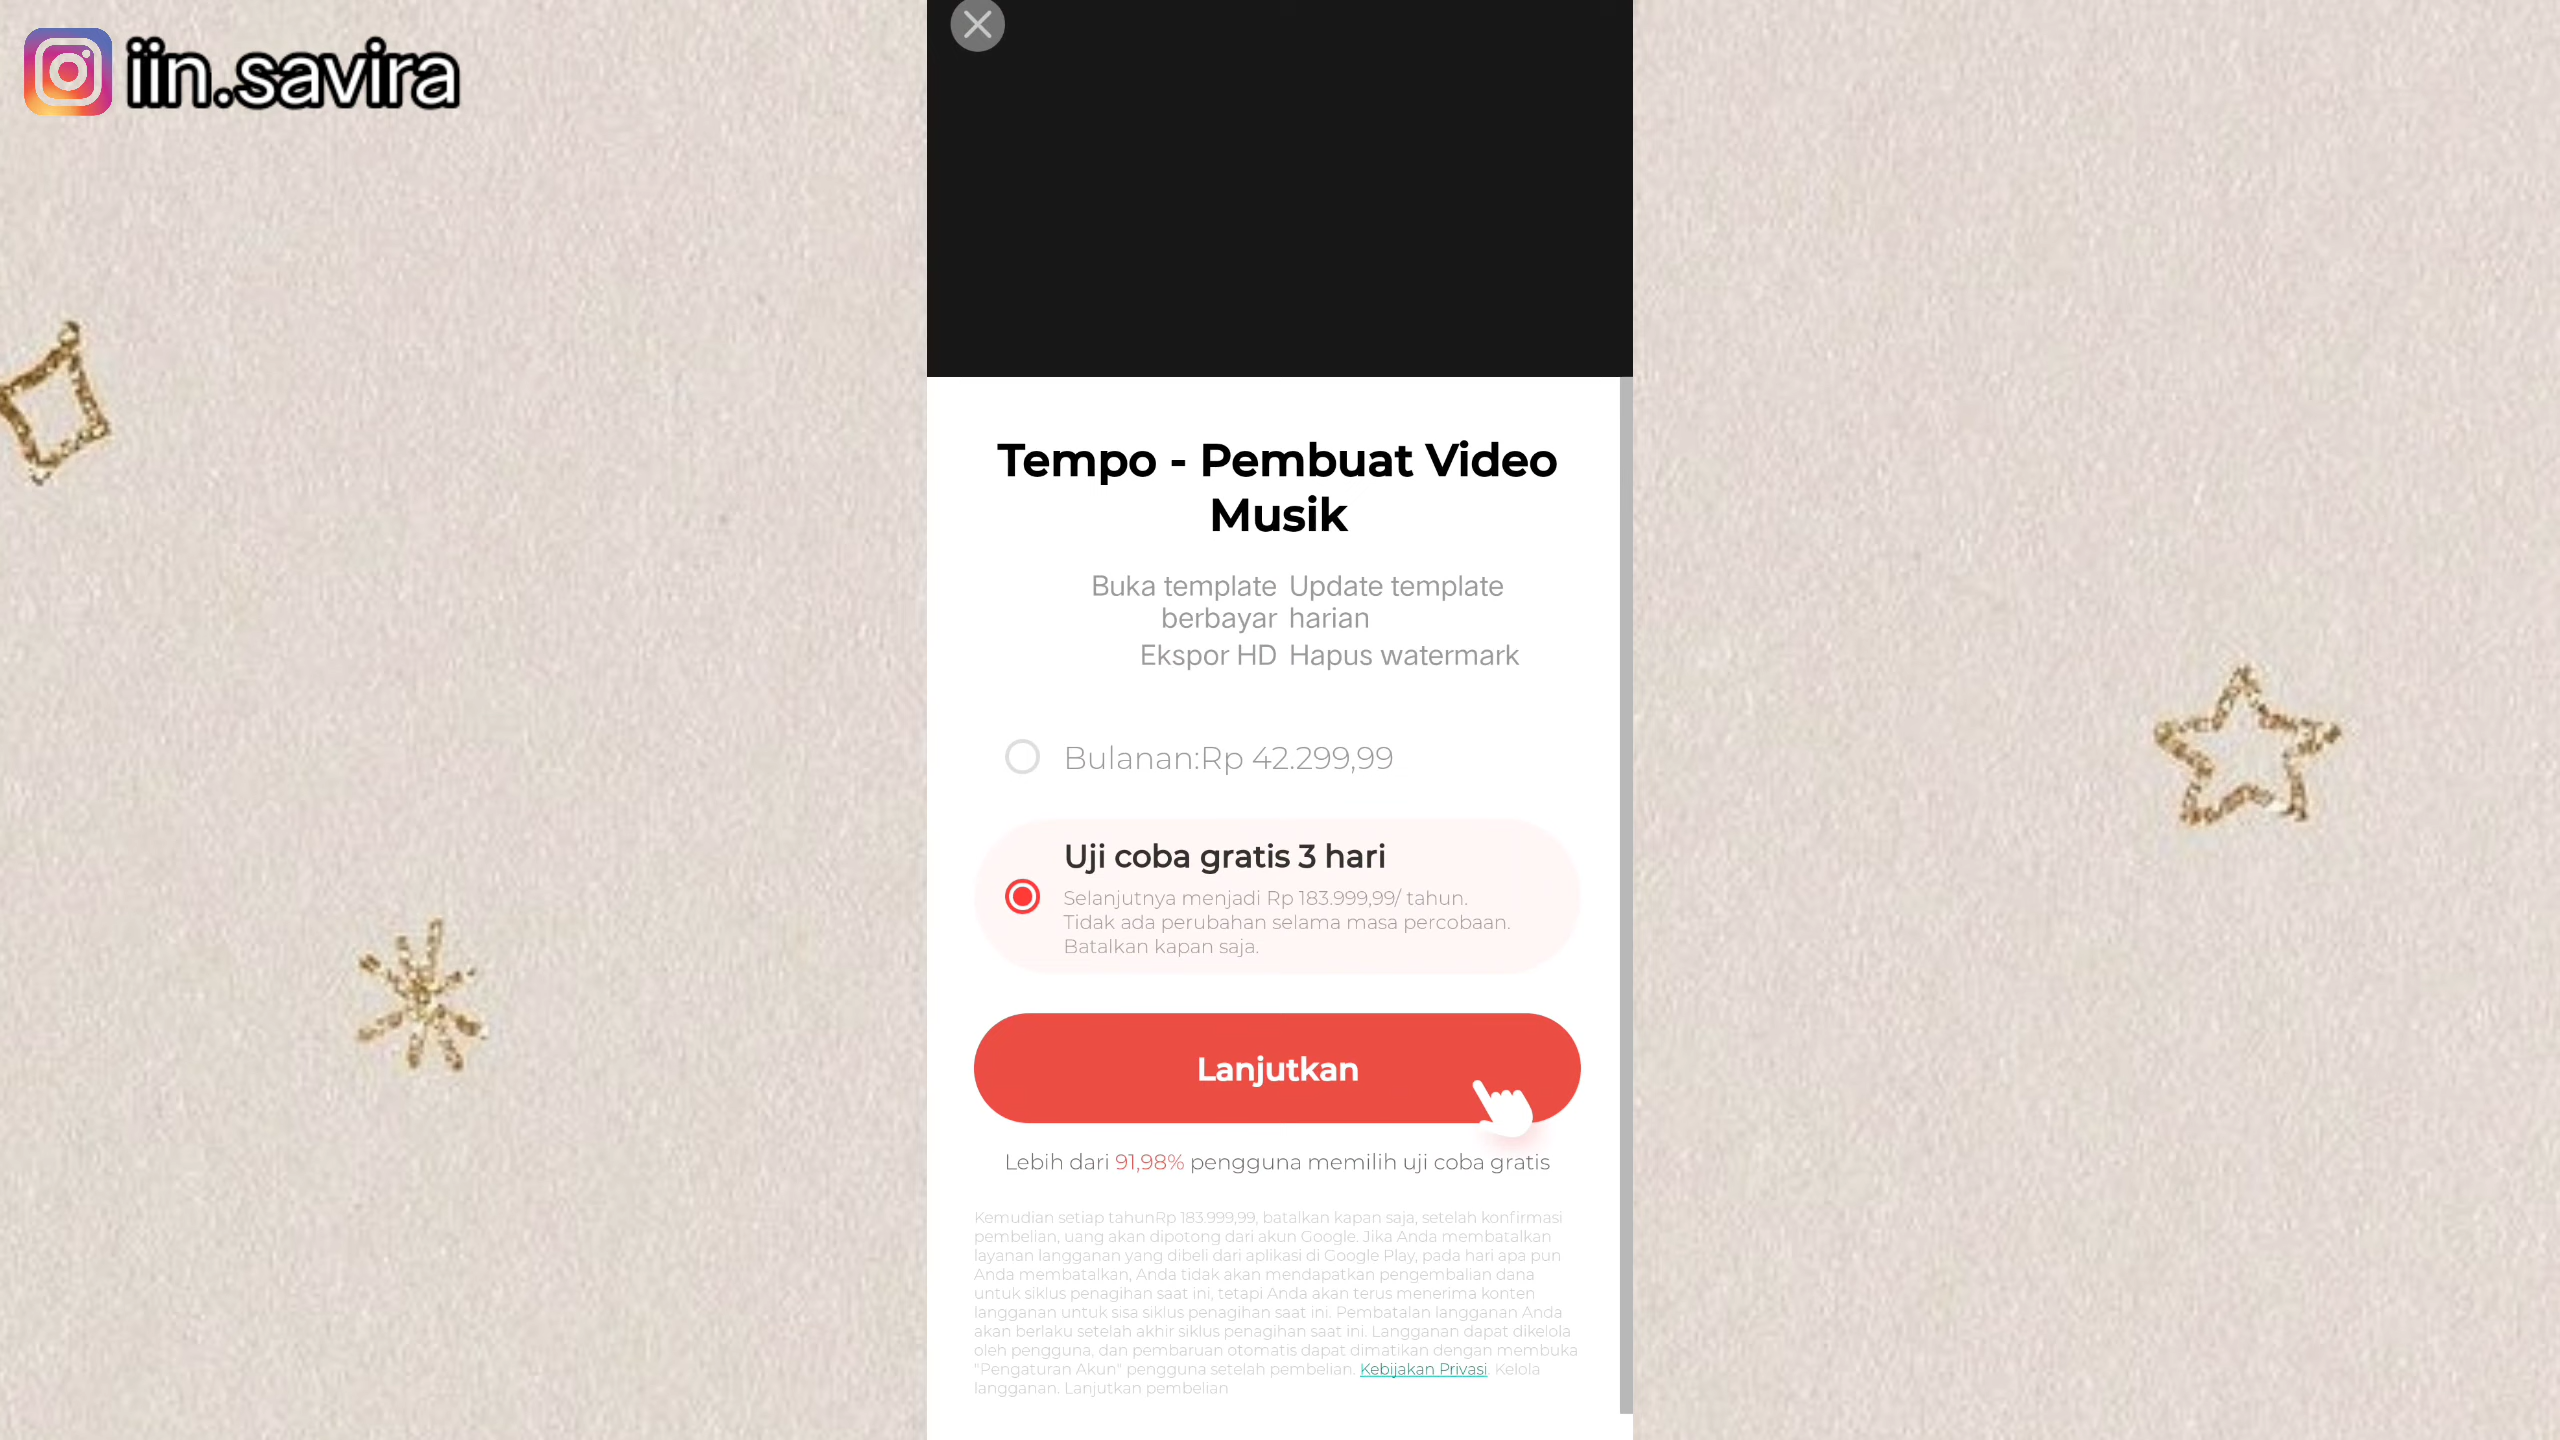 iin.savira
Tempo - Pembuat Video
Musik
Buka template Update template
berbayar harian
Ekspor HD Hapus watermark
Bulanan:Rp 42.299,99
Uji coba gratis 3 hari
Selanjutnya menjadi Rp 183.999,99/ tahun.
Tidak ada perubahan selama masa percobaan.
Batalkan kapan saja.
Lanjutkan
Lebih dari 91,98% pengguna memilih uji coba gratis
Kemudian setiap tahunRp 183.999,99, batalkan kapan saja, setelah konfirmasi
pembelian, uang akan dipotong dari akun Google. Jika Anda membatalkan
layanan langganan yang dibeli dari aplikasi di Google Play, pada hari apa pun
Anda membatalkan, Anda tidak akan mendapatkan pengembalian dana
untuk siklus penagihan saat ini, tetapi Anda akan terus menerima konten
langganan untuk sisa siklus penagihan saat ini. Pembatalan langganan Anda
akan berlaku setelah akhir siklus penagihan saat ini. Langganan dapat dikelola
oleh pengguna, dan pembaruan otomatis dapat dimatikan dengan membuka
"Pengaturan Akun" pengguna setelah pembelian. Kebijakan Privasi. Kelola
langganan. Lanjutkan pembelian